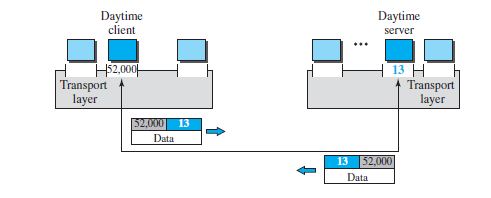 Daytime
client
Daytime
server
52,000
13
Transport
layer
Transport
layer
52,000 13
Data
13 52,000
Data